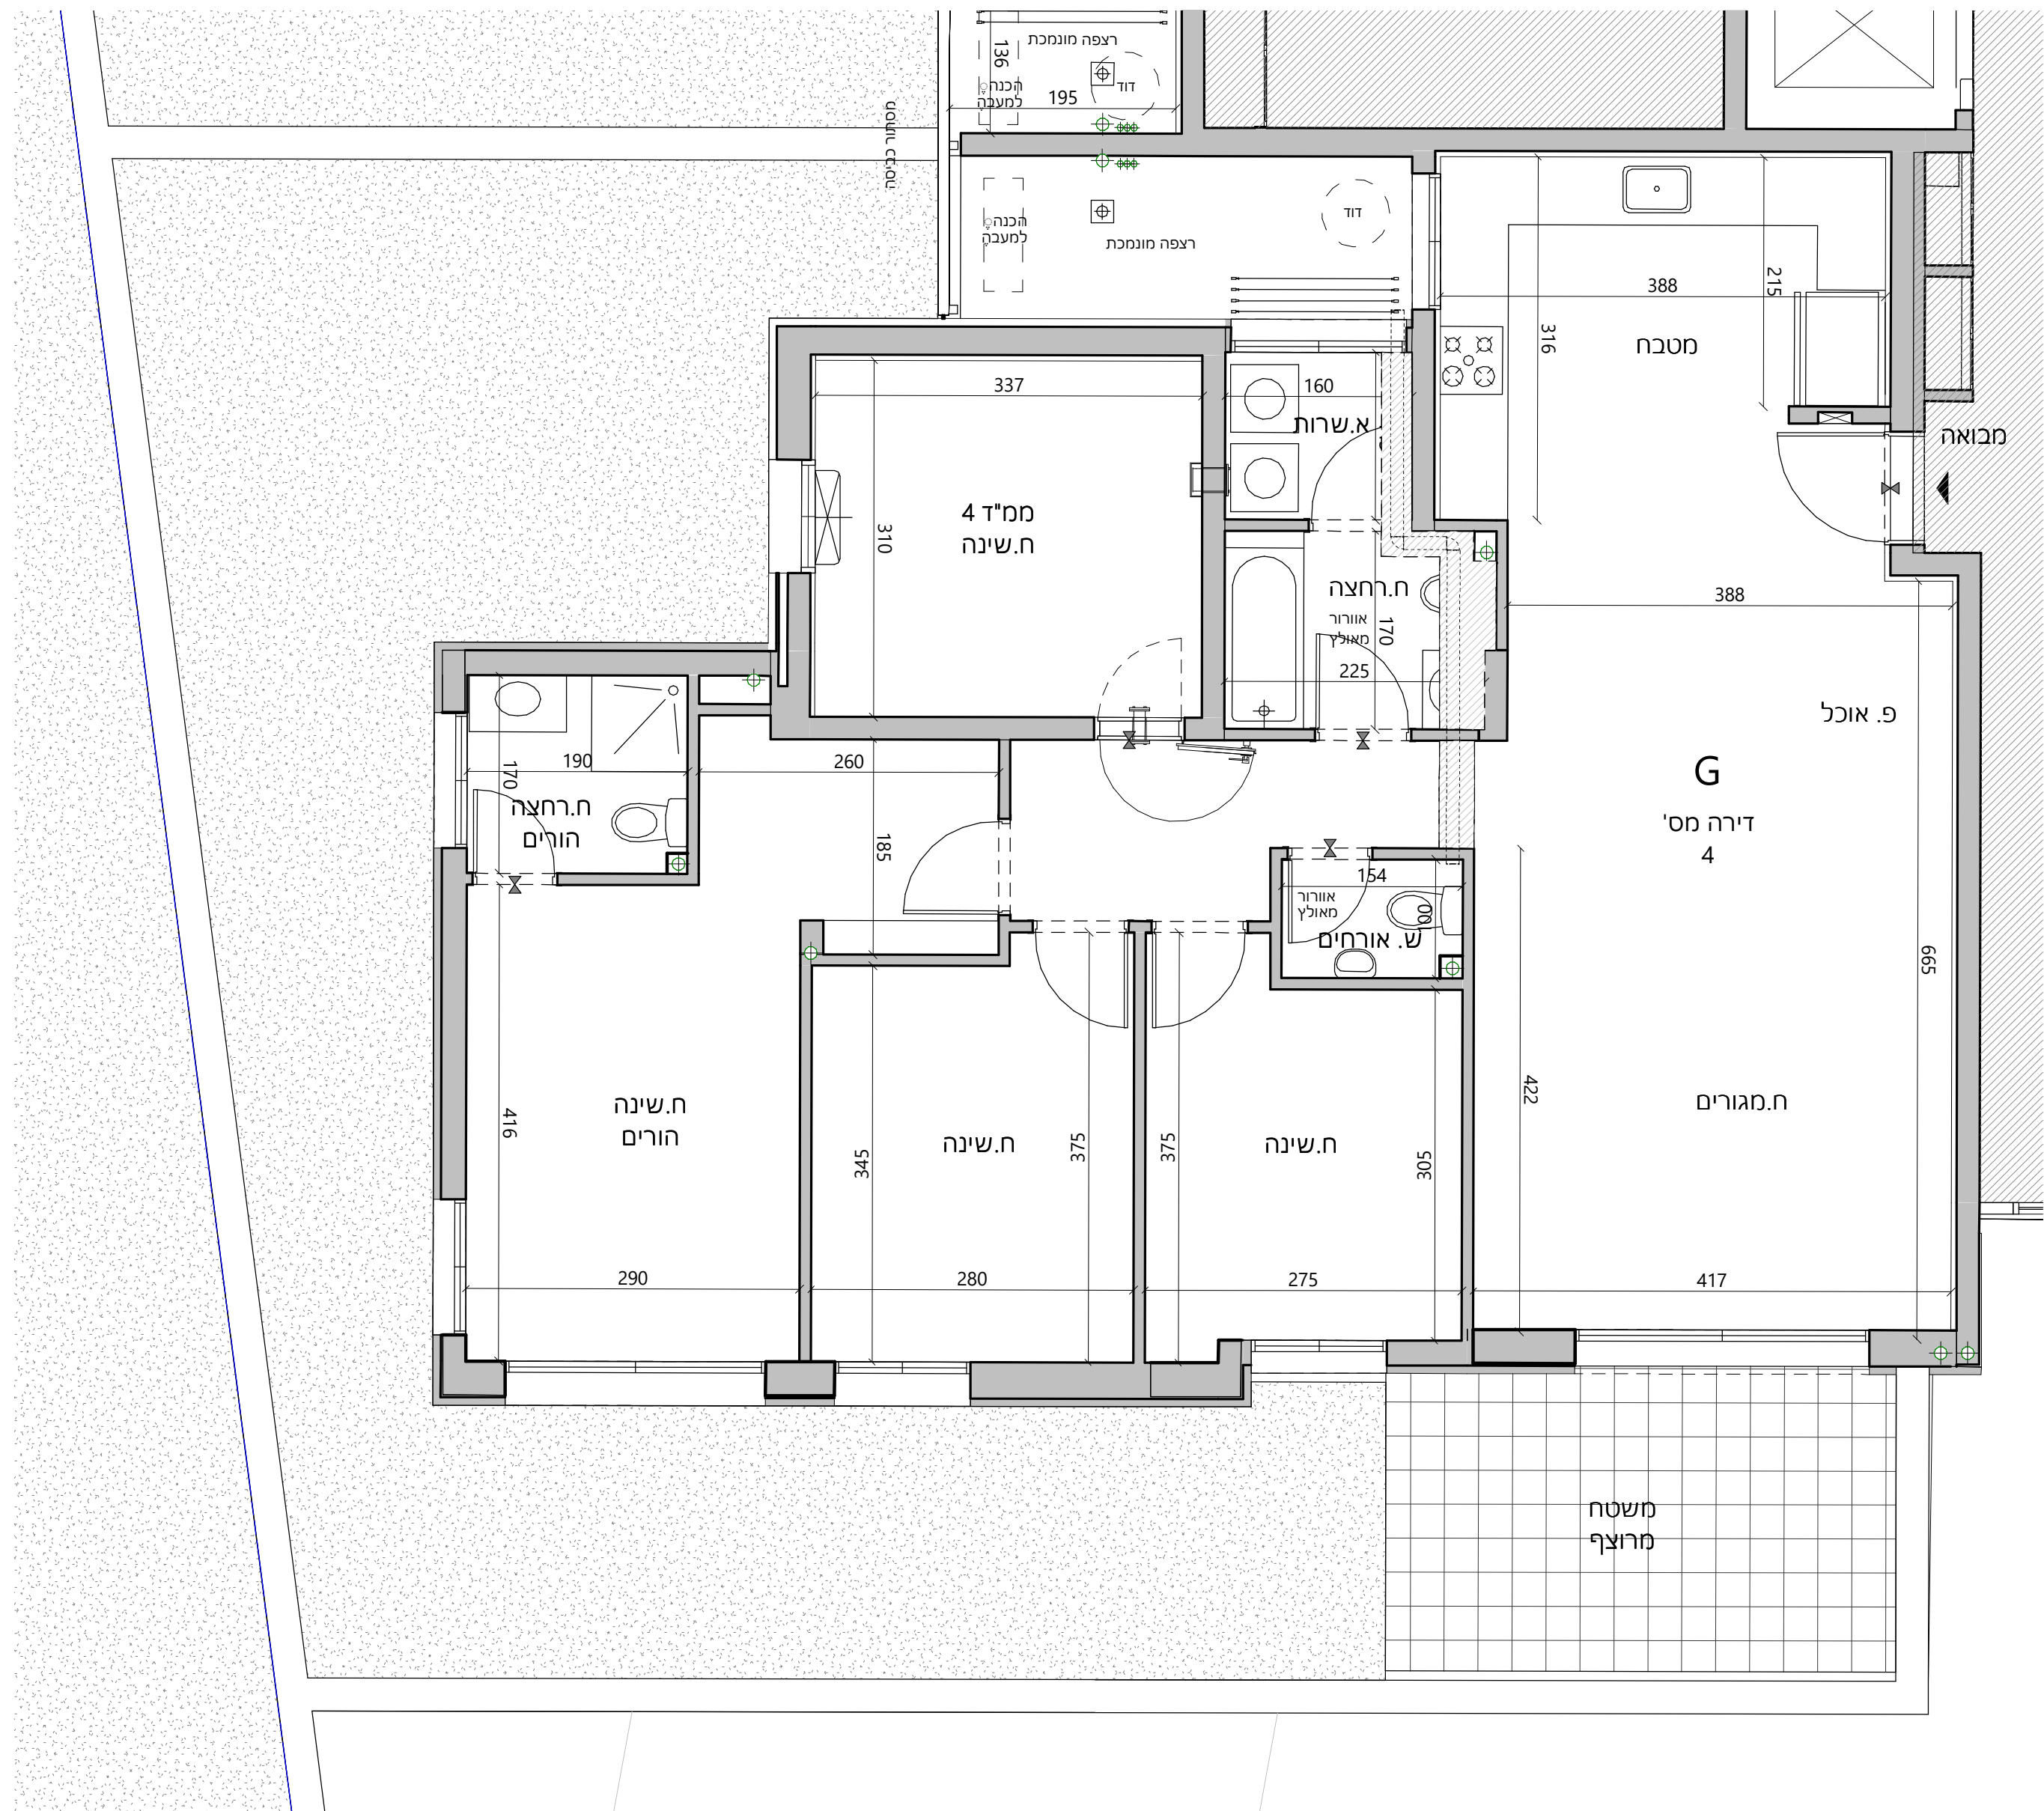 136
רצפה מונמכת
הכנה
למעבה
דוד
195
מסתור כביסה
הכנה
למעבה
רצפה מונמכת
דוד
388
215
316
מטבח
מבואה
337
160
א.שרות
310
ממ"ד 4
ח.שינה
ח.רחצה
אוורור
מאולץ
170
225
388
פ. אוכל
G
דירה מס'
4
190
170
ח.רחצה
הורים
260
185
154
אוורור
מאולץ
100
ש. אורחים
665
416
ח.שינה
הורים
345
ח.שינה
375
375
ח.שינה
305
422
ח.מגורים
290
280
275
417
משטח
מרוצף